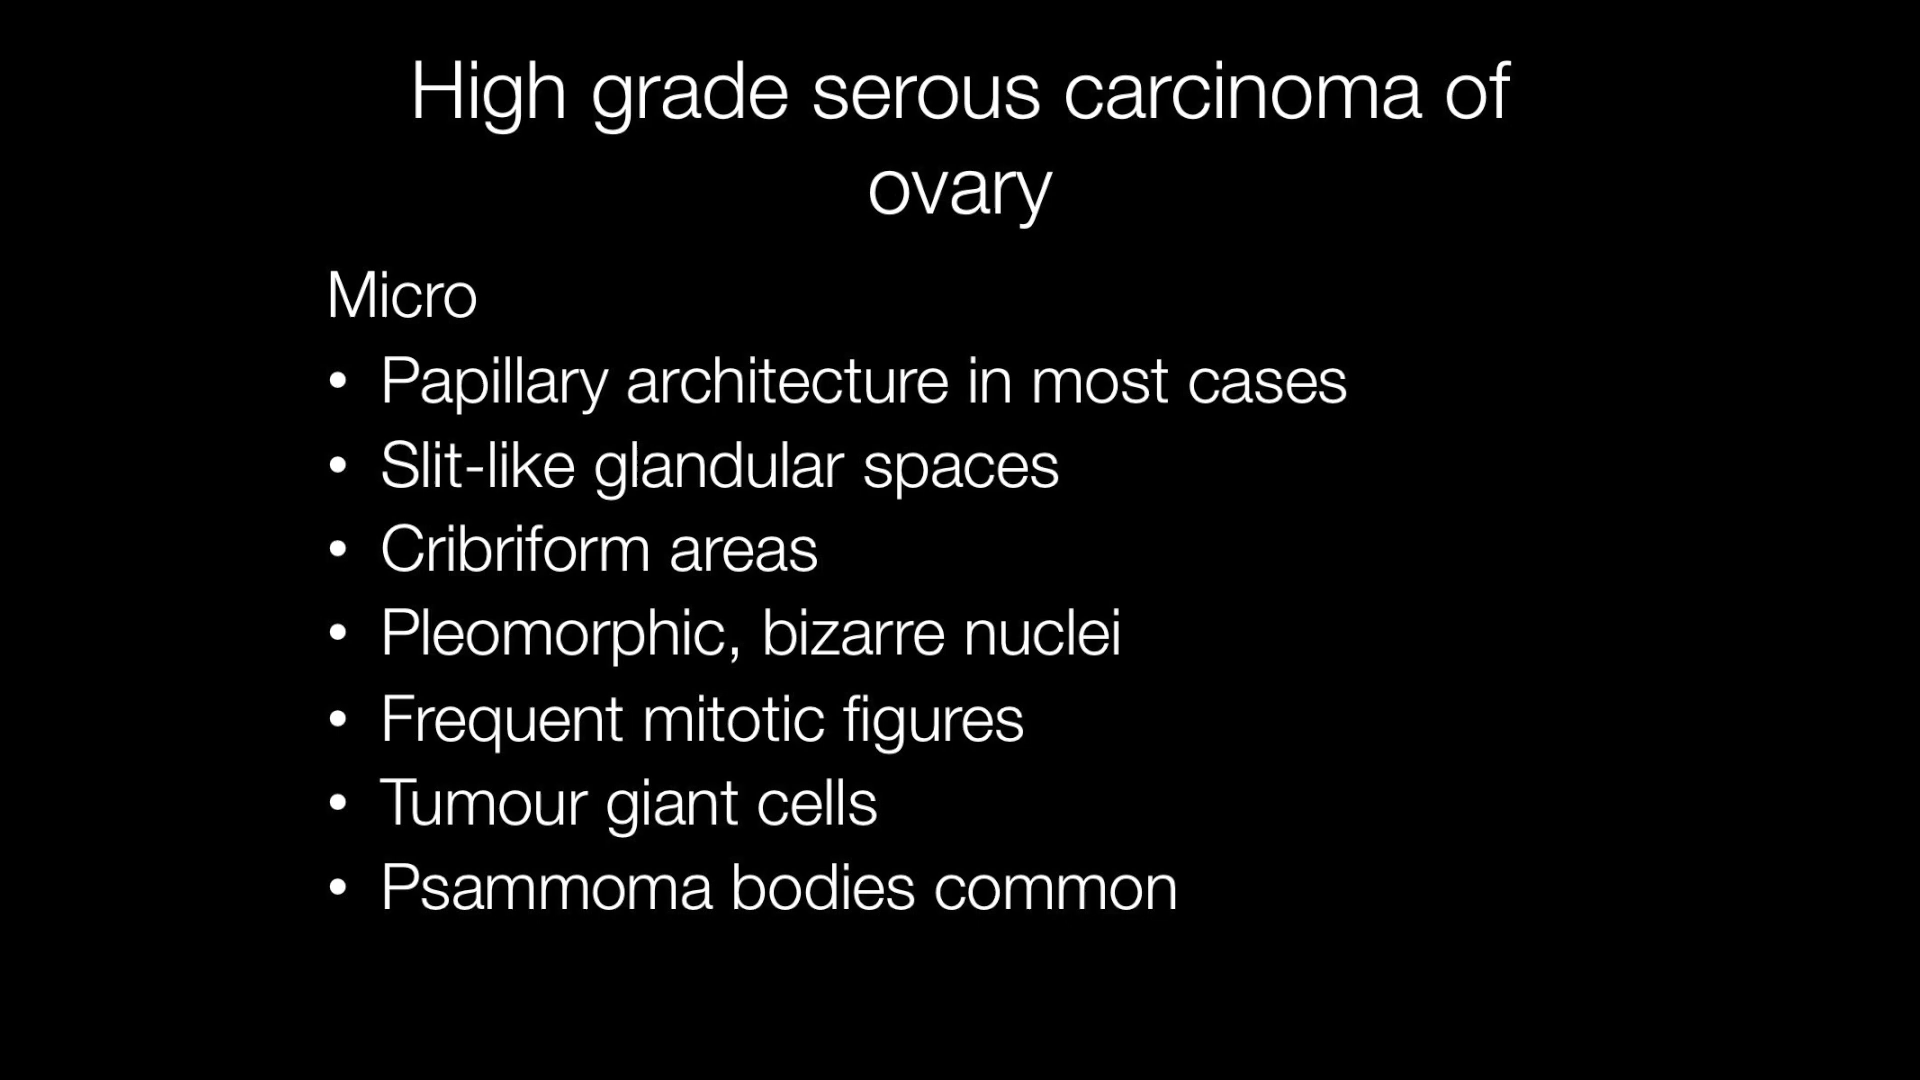 High grade serous carcinoma of
ovary
Micro
• Papillary architecture in most cases
• Slit-like glandular spaces
• Cribriform areas
• Pleomorphic, bizarre nuclei
• Frequent mitotic figures
• Tumour giant cells
• Psammoma bodies common